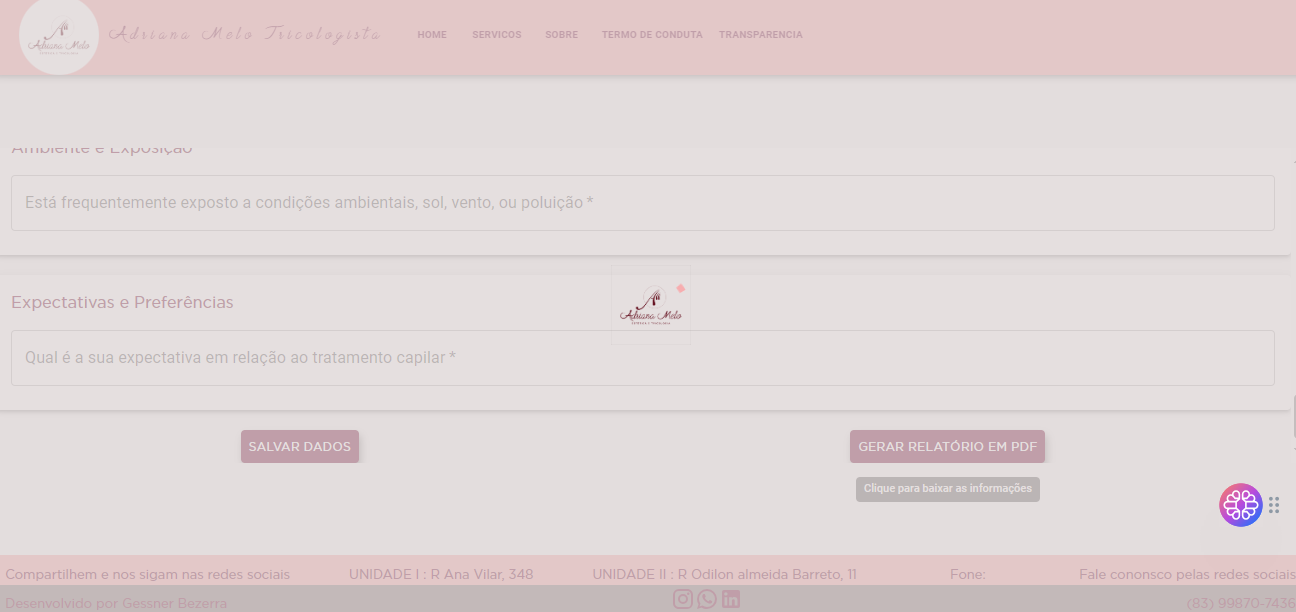 Adriana Melo
Adriana Melo Tricologista
HOME SERVICOS SOBRE TERMO DE CONDUTA TRANSPARENCIA
Ambiente e Exposição
Está frequentemente exposto a condições ambientais, sol, vento, ou poluição *
Expectativas e Preferências
Adriana Melo
Qual é a sua expectativa em relação ao tratamento capilar *
SALVAR DADOS GERAR RELATÓRIO EM PDF
Clique para baixar as informações
Compartilhem e nos sigam nas redes sociais UNIDADE I : R Ana Vilar, 348 UNIDADE II : R Odilon almeida Barreto, 11 Fone: Fale cononsco pelas redes sociais
Desenvolvido por Gessner Bezerra (83) 99870-7436